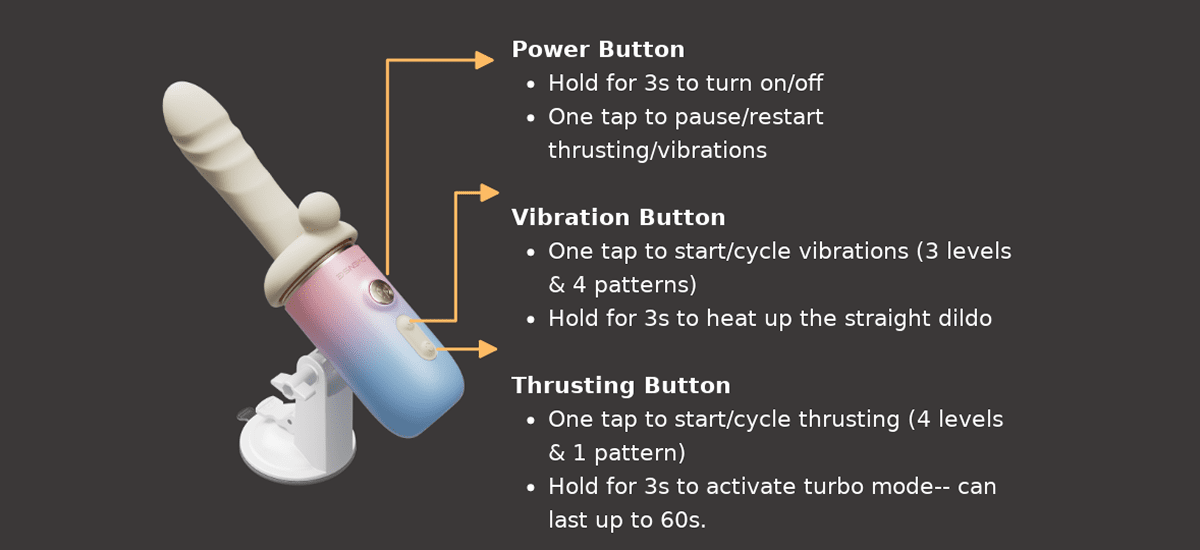 Power Button
• Hold for 3s to turn on/off
• One tap to pause/restart
thrusting/vibrations
Vibration Button
• One tap to start/cycle vibrations (3 levels
& 4 patterns)
• Hold for 3s to heat up the straight dildo
Thrusting Button
• One tap to start/cycle thrusting (4 levels
& 1 pattern)
• Hold for 3s to activate turbo mode-- can
last up to 60s.